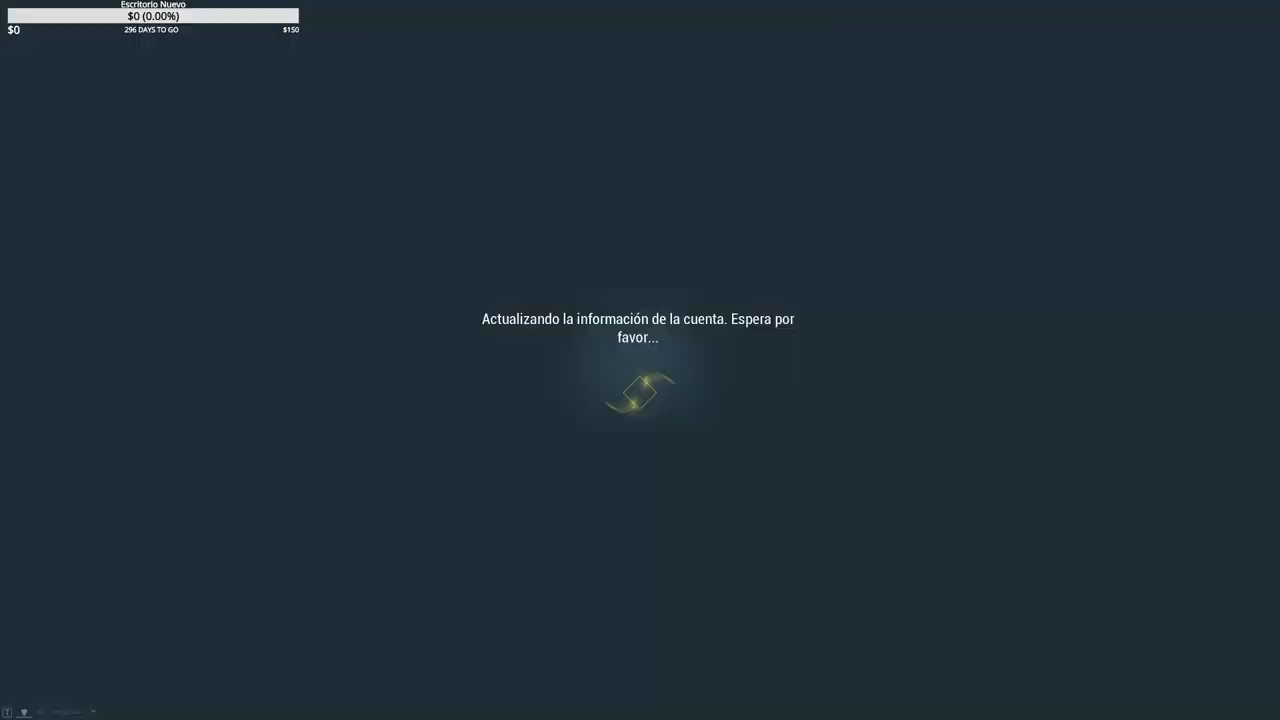 Escritorio Nuevo
$0 (0.00%)
$0 296 DAYS TO GO $150
Actualizando la información de la cuenta. Espera por
favor...